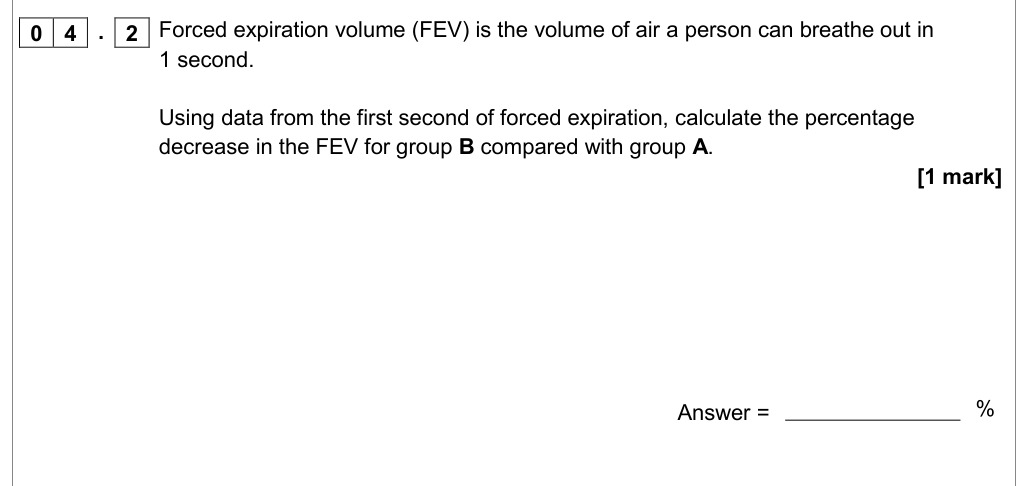 0 4 . 2 Forced expiration volume (FEV) is the volume of air a person can breathe out in
1 second.
Using data from the first second of forced expiration, calculate the percentage
decrease in the FEV for group B compared with group A.
[1 mark]
Answer = ________________ %